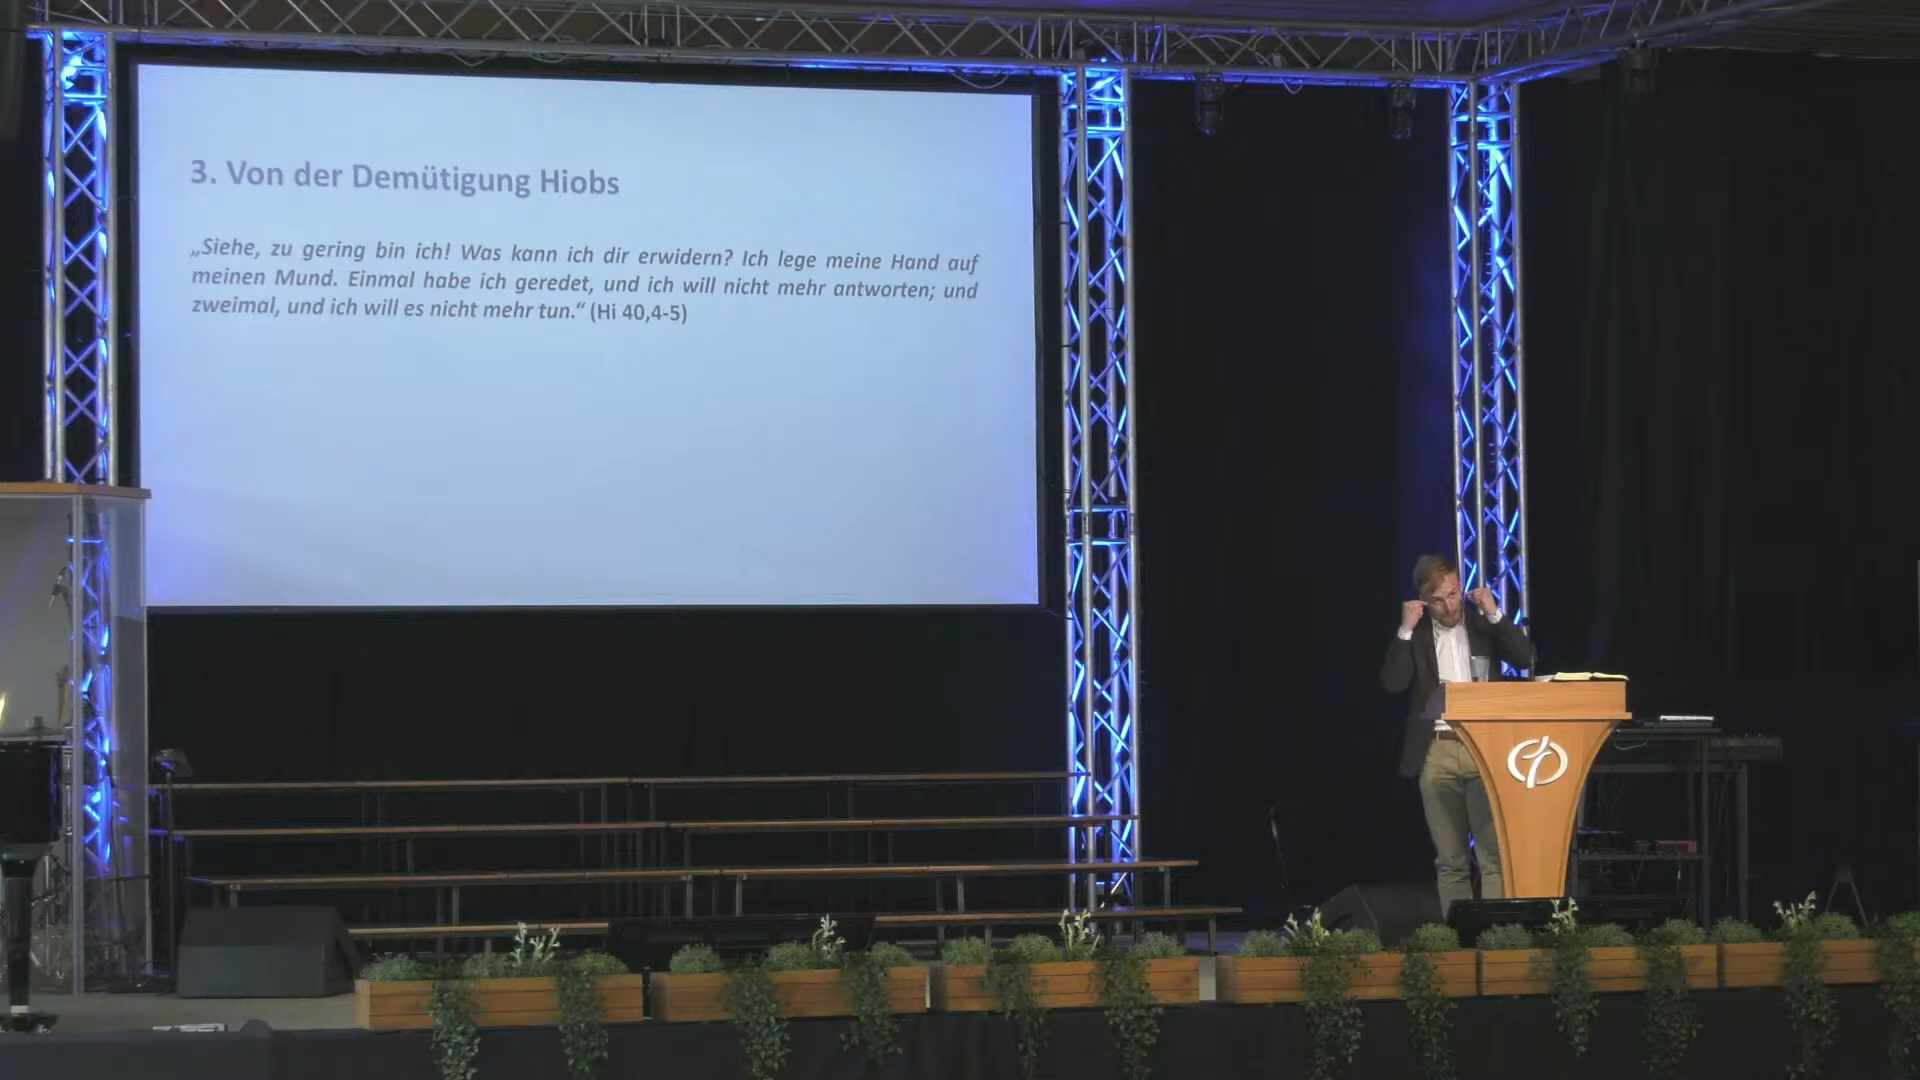 3. Von der Demütigung Hiobs
„Siehe, zu gering bin ich! Was kann ich dir erwidern? Ich lege meine Hand auf
meinen Mund. Einmal habe ich geredet, und ich will nicht mehr antworten; und
zweimal, und ich will es nicht mehr tun.“ (Hi 40,4-5)